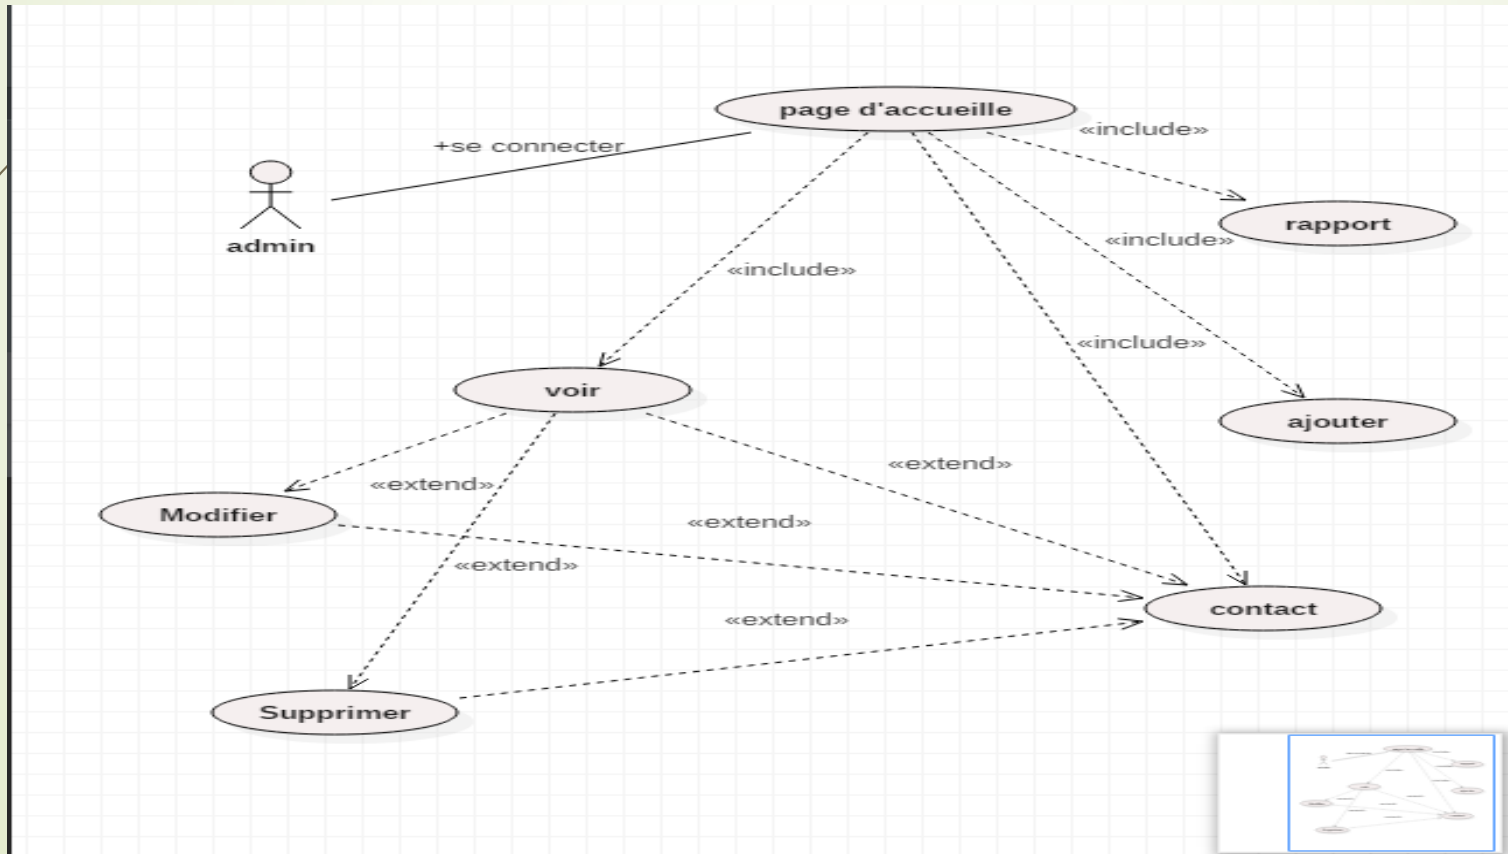 page d'accueille
«include»
+se connecter
admin
rapport
«include»
«include»
«include»
voir
ajouter
«extend»
«extend»
Modifier
«extend»
«extend»
contact
«extend»
Supprimer